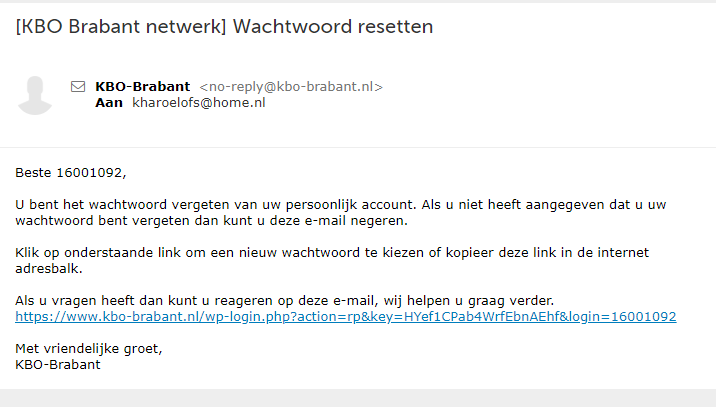 [KBO Brabant netwerk] Wachtwoord resetten
KBO-Brabant <no-reply@kbo-brabant.nl>
Aan kharoelofs@home.nl
Beste 16001092,
U bent het wachtwoord vergeten van uw persoonlijk account. Als u niet heeft aangegeven dat u uw
wachtwoord bent vergeten dan kunt u deze e-mail negeren.
Klik op onderstaande link om een nieuw wachtwoord te kiezen of kopieer deze link in de internet
adresbalk.
Als u vragen heeft dan kunt u reageren op deze e-mail, wij helpen u graag verder.
https://www.kbo-brabant.nl/wp-login.php?action=rp&key=HYef1CPab4WrfEbnAEhf&login=16001092
Met vriendelijke groet,
KBO-Brabant